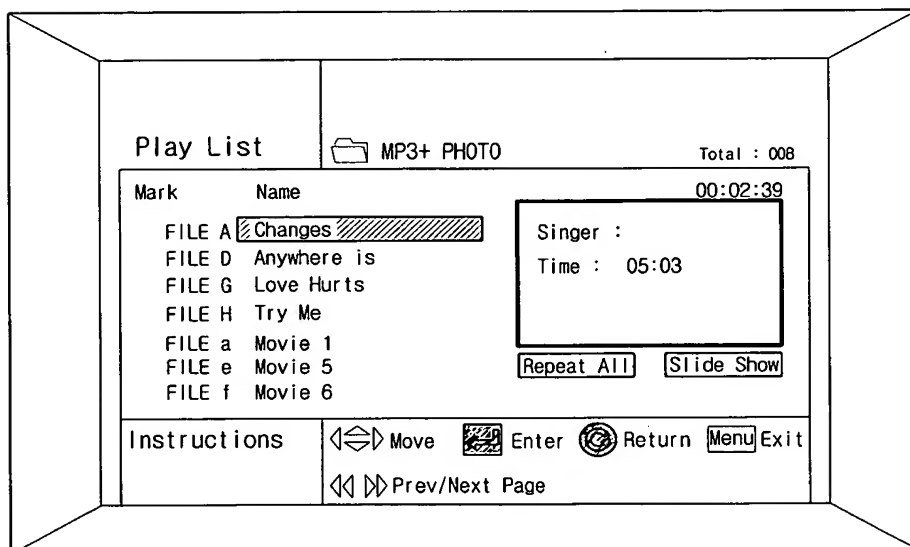 Play List
MP3+ PHOTO
Total : 008
Mark Name
00:02:39
FILE A Changes
FILE D Anywhere is
FILE G Love Hurts
FILE H Try Me
FILE a Movie 1
FILE e Movie 5
FILE f Movie 6
Singer :
Time : 05:03
Repeat All
Slide Show
Instructions
Move Enter Return Menu Exit
Prev/Next Page